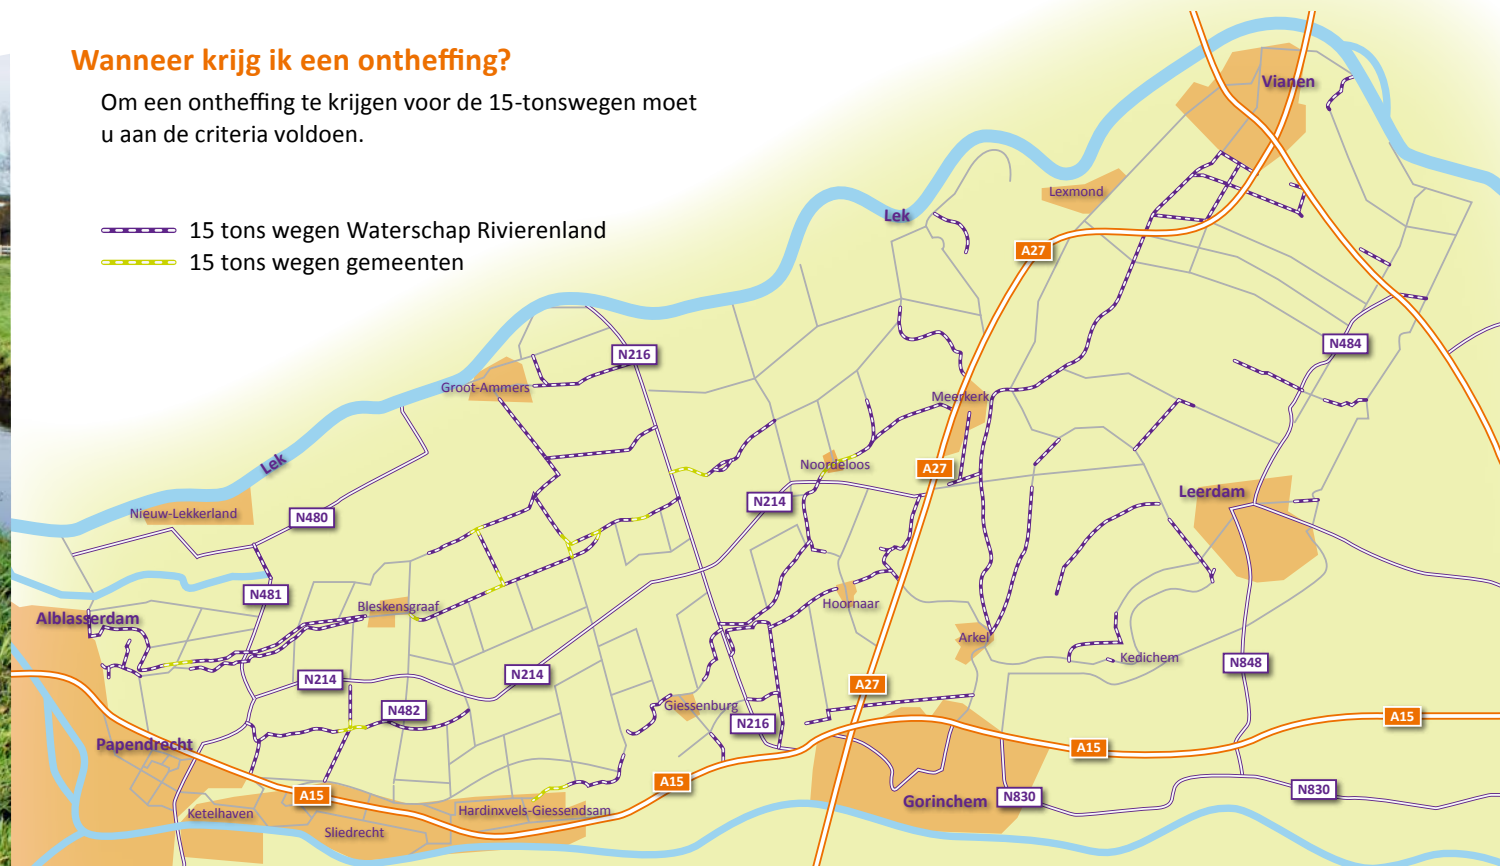 Wanneer krijg ik een ontheffing?
Om een ontheffing te krijgen voor de 15-tonswegen moet
u aan de criteria voldoen.
15 tons wegen Waterschap Rivierenland
15 tons wegen gemeenten
Vianen
Lexmond
Lek
A27
N484
N216
Groot-Ammers
Meerkerk
Lek
Noordeloos
A27
Leerdam
N214
Nieuw-Lekkerland
N480
N481
Bleskensgraaf
Hoornaar
Alblasserdam
Arkel
Kedichem
N848
N214
N214
A27
Giessenburg
N482
N216
A15
Papendrecht
A15
A15
A15
N830
Gorinchem
N830
Ketelhaven
Hardinxvels-Giessendsam
Sliedrecht